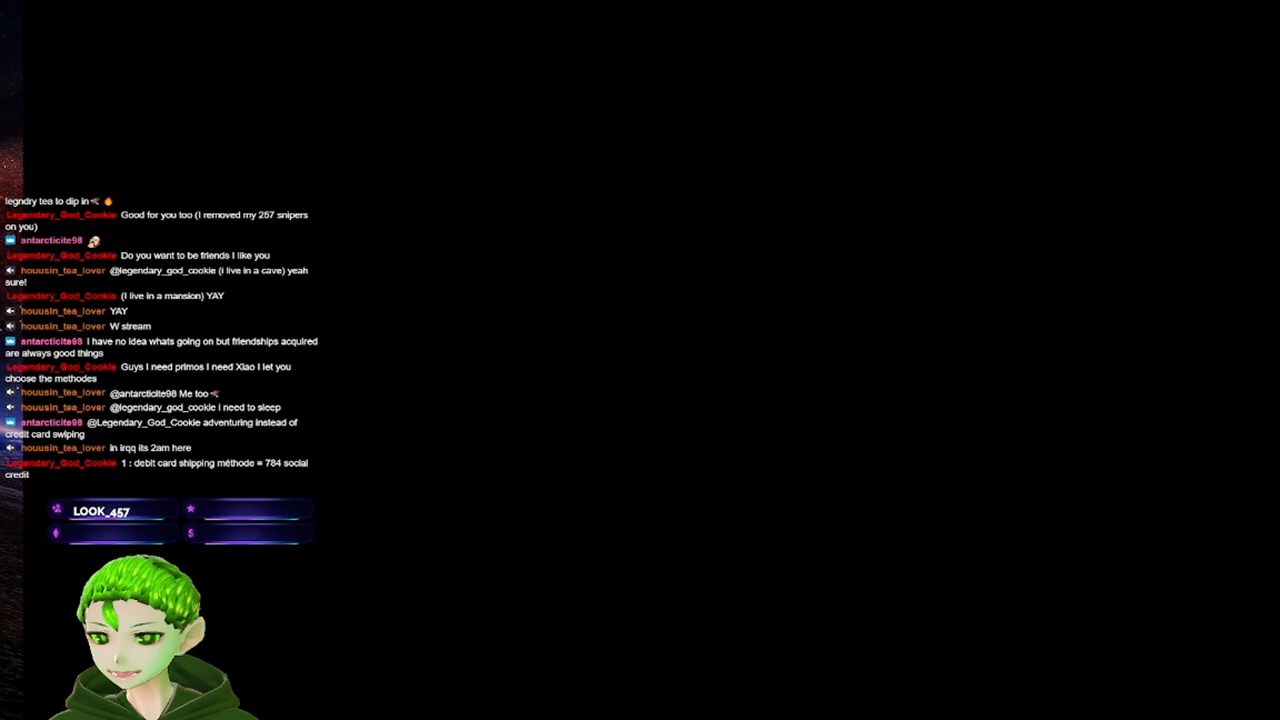 legndry tea to dip in
Legendary_God_Cookie Good for you too (I removed my 257 snipers
on you)
antarcticite98
Legendary_God_Cookie Do you want to be friends I like you
houusin_tea_lover @legendary_god_cookie (i live in a cave) yeah
sure!
Legendary_God_Cookie (I live in a mansion) YAY
houusin_tea_lover YAY
houusin_tea_lover W stream
antarcticite98 i have no idea whats going on but friendships acquired
are always good things
Legendary_God_Cookie Guys I need primos I need Xiao I let you
choose the methodes
houusin_tea_lover @antarcticite98 Me too
houusin_tea_lover @legendary_god_cookie i need to sleep
antarcticite98 @Legendary_God_Cookie adventuring instead of
credit card swiping
houusin_tea_lover in irqq its 2am here
Legendary_God_Cookie 1 : debit card shipping méthode = 784 social
credit
LOOK_457